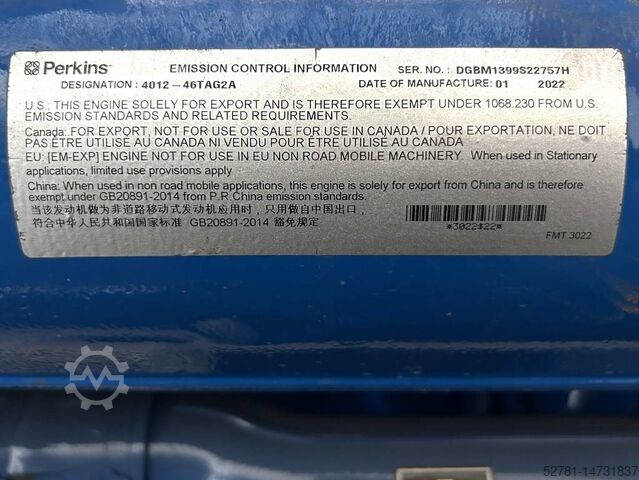 Perkins EMISSION CONTROL INFORMATION SER. NO.: DGBM1399S22757H
DESIGNATION: 4012-46TAG2A DATE OF MANUFACTURE: 01 2022
U.S.: THIS ENGINE SOLELY FOR EXPORT AND IS THEREFORE EXEMPT UNDER 1068.230 FROM U.S.
EMISSION STANDARDS AND RELATED REQUIREMENTS.
Canada: FOR EXPORT, NOT FOR USE OR SALE FOR USE IN CANADA / POUR EXPORTATION, NE DOIT
PAS ÉTRE UTILISÉ AU CANADA NI VENDU POUR ÉTRE UTILISÉ AU CANADA
EU: [EM-EXP] ENGINE NOT FOR USE IN EU NON ROAD MOBILE MACHINERY. When used in Stationary
applications, limited use provisions apply.
China: When used in non road mobile applications, this engine is solely for export from China and is therefore
exempt under GB20891-2014 from P.R China emission standards.
当该发动机做为非道路移动式发动机应用时，只用做自中国出口，
符合中华人民共和国国家标准 GB20891-2014 豁免规定
*3022S22*
FMT 3022
52781-14731837